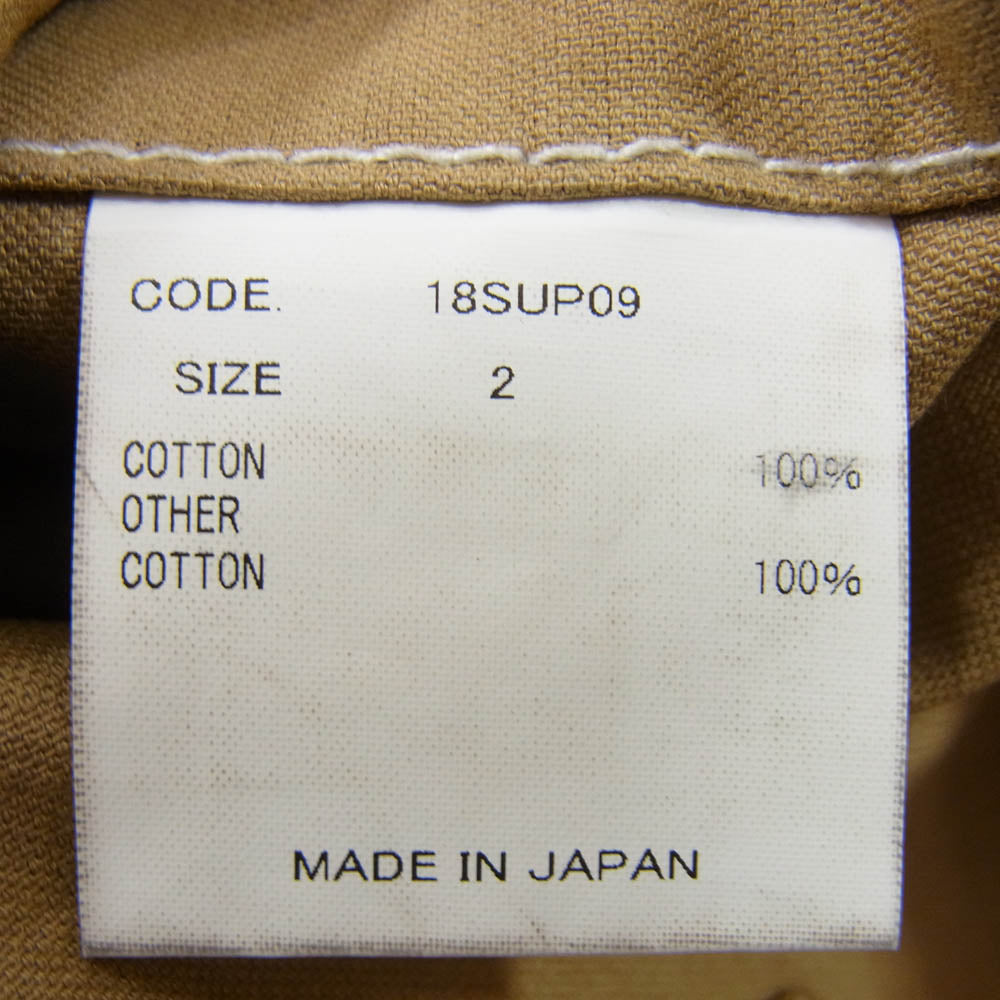 CODE. 18SUP09
SIZE 2
COTTON 100%
OTHER
COTTON 100%
MADE IN JAPAN